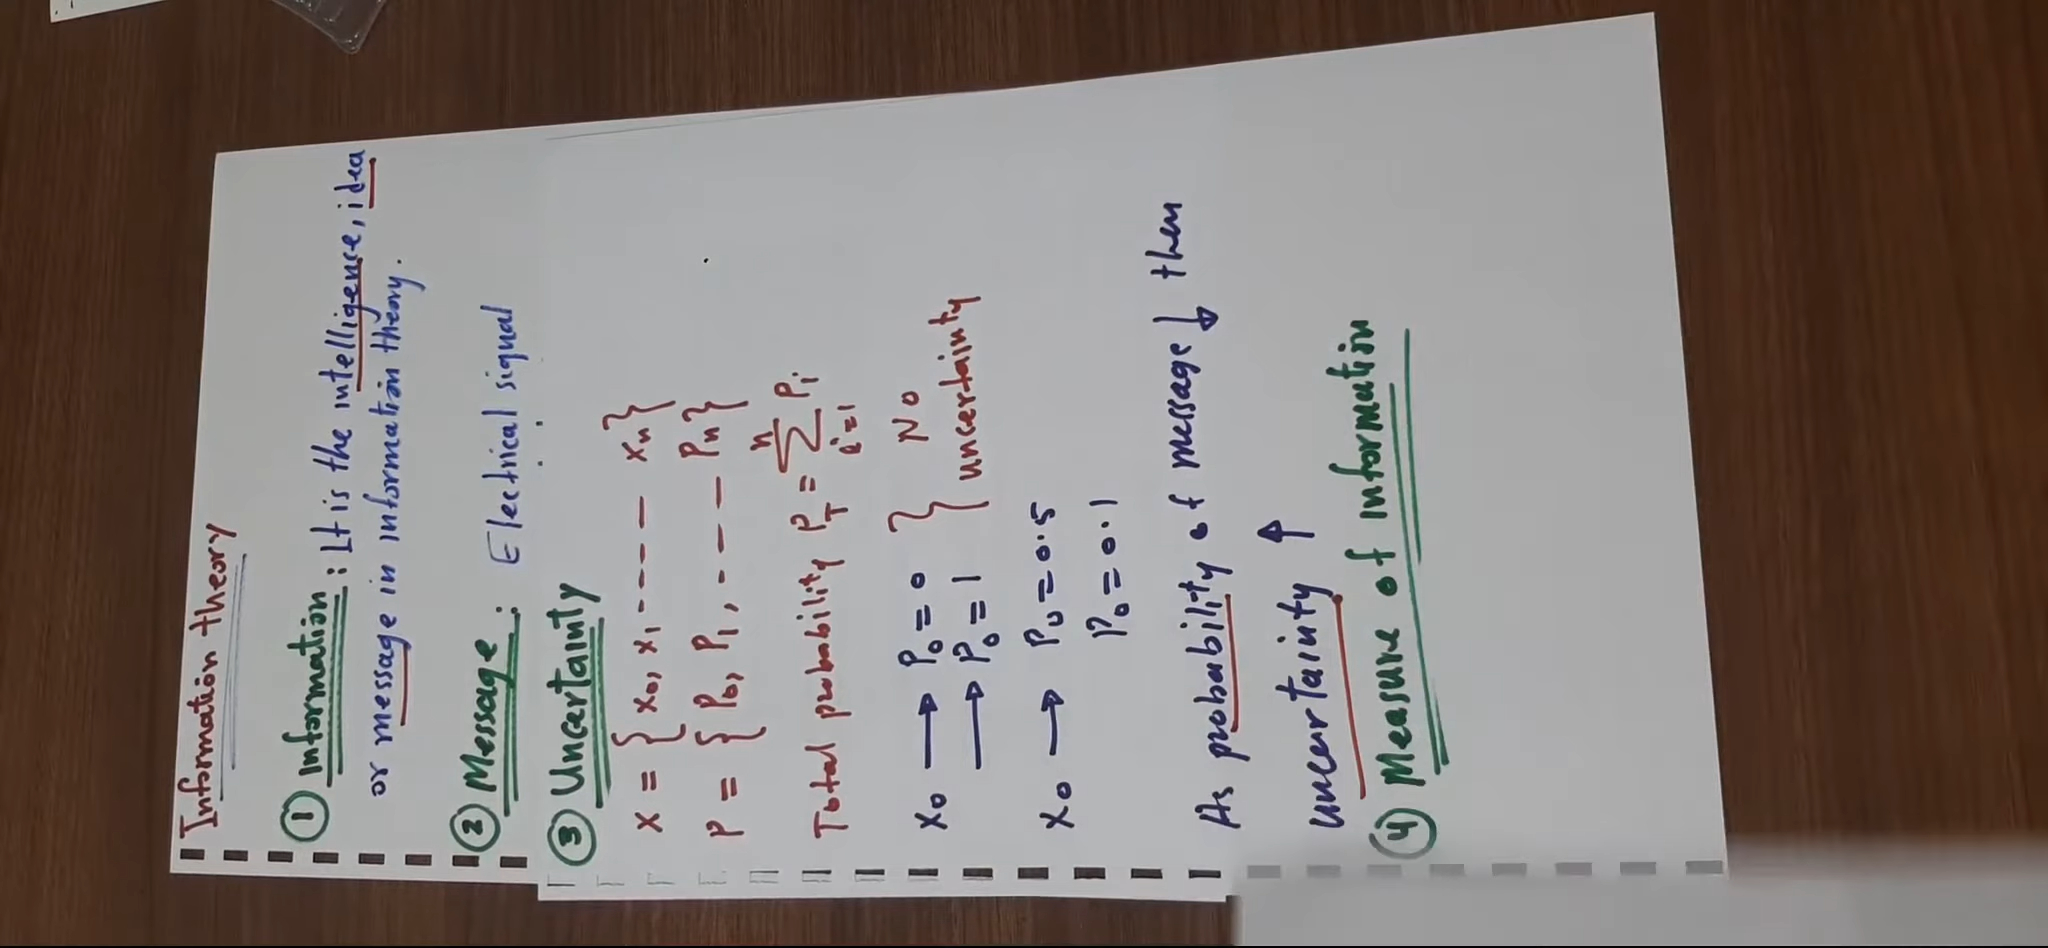 Information theory
① Information : It is the intelligence, idea
or message in information theory.
② Message : Electrical signal
③ Uncertainty
x = { x₀, x₁, - - - - xₙ}
P = { P₀, P₁, - - - Pₙ}
Total probability P_T = ∑ⁿᵢ₌₁ Pᵢ
x₀ → P₀ = 0 } No
→ P₀ = 1 } uncertainty
x₀ → P₀ = 0.5
P₀ = 0.1
As probability of message ↓ then
uncertainty ↑
④ Measure of information